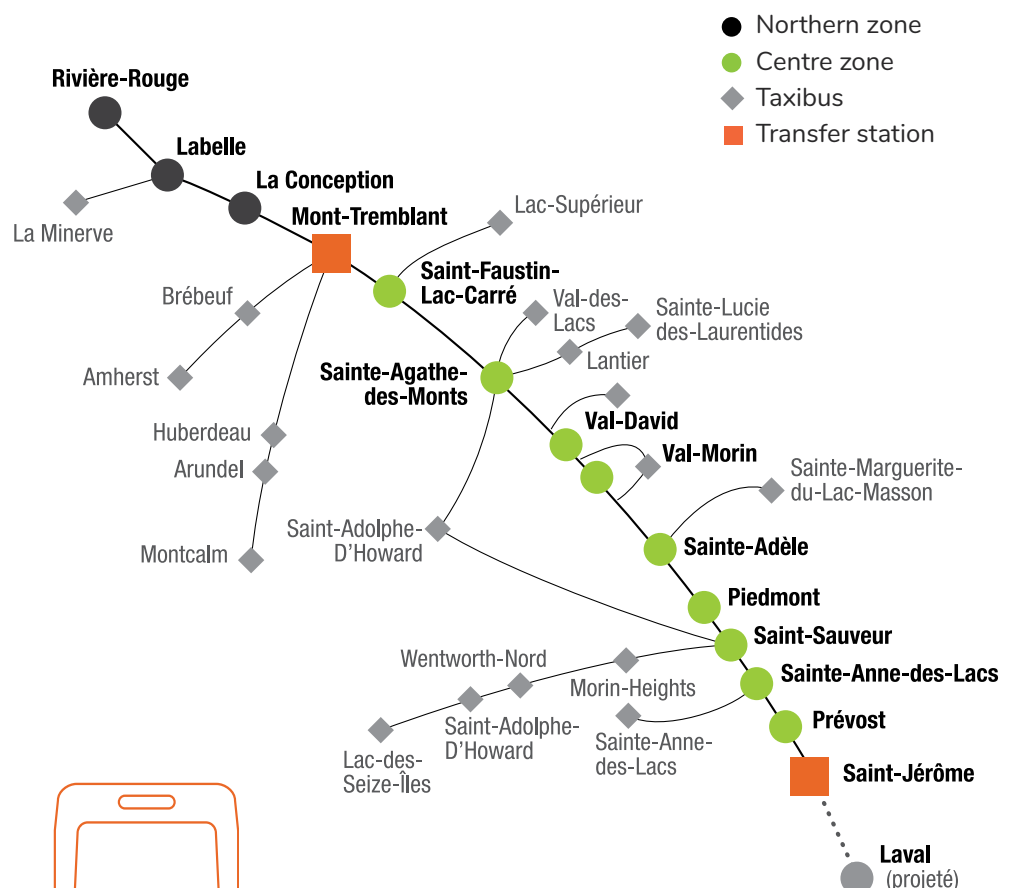 Northern zone
Centre zone
Taxibus
Transfer station
Rivière-Rouge
Labelle
La Conception
La Minerve
Mont-Tremblant
Lac-Supérieur
Saint-Faustin-
Lac-Carré
Brébeuf
Val-des-
Lacs
Sainte-Lucie
des-Laurentides
Lantier
Amherst
Sainte-Agathe-
des-Monts
Val-David
Huberdeau
Val-Morin
Arundel
Sainte-Marguerite-
du-Lac-Masson
Saint-Adolphe-
D'Howard
Montcalm
Sainte-Adèle
Piedmont
Saint-Sauveur
Wentworth-Nord
Morin-Heights
Sainte-Anne-des-Lacs
Saint-Adolphe-
D'Howard
Sainte-Anne-
des-Lacs
Prévost
Lac-des-
Seize-Îles
Saint-Jérôme
Laval
(projeté)